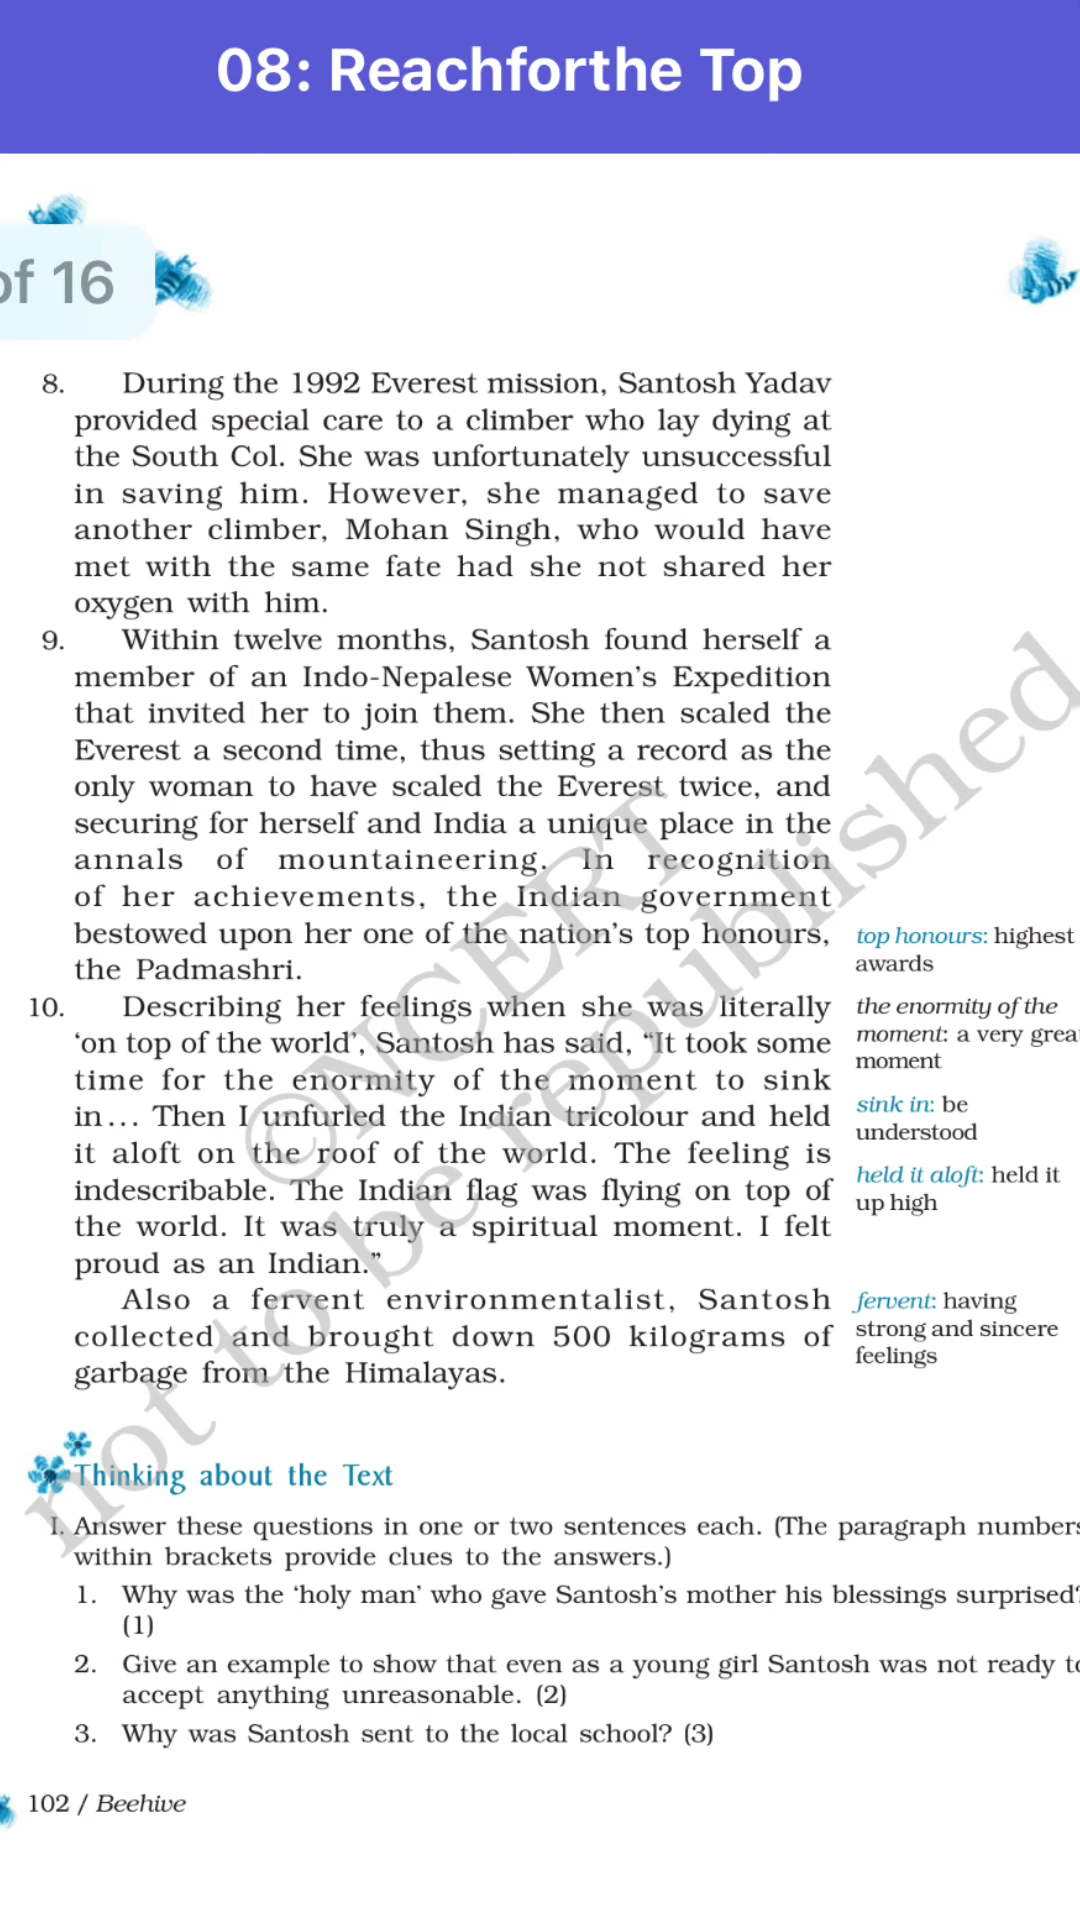 08: Reachforthe Top
of 16
8. During the 1992 Everest mission, Santosh Yadav
provided special care to a climber who lay dying at
the South Col. She was unfortunately unsuccessful
in saving him. However, she managed to save
another climber, Mohan Singh, who would have
met with the same fate had she not shared her
oxygen with him.
9. Within twelve months, Santosh found herself a
member of an Indo-Nepalese Women's Expedition
that invited her to join them. She then scaled the
Everest a second time, thus setting a record as the
only woman to have scaled the Everest twice, and
securing for herself and India a unique place in the
annals of mountaineering. In recognition
of her achievements, the Indian government
bestowed upon her one of the nation's top honours,
the Padmashri.
top honours: highest
awards
10. Describing her feelings when she was literally
'on top of the world', Santosh has said, “It took some
time for the enormity of the moment to sink
in... Then I unfurled the Indian tricolour and held
it aloft on the roof of the world. The feeling is
indescribable. The Indian flag was flying on top of
the world. It was truly a spiritual moment. I felt
proud as an Indian.”
the enormity of the
moment: a very great
moment
sink in: be
understood
held it aloft: held it
up high
Also a fervent environmentalist, Santosh
collected and brought down 500 kilograms of
garbage from the Himalayas.
fervent: having
strong and sincere
feelings
Thinking about the Text
I. Answer these questions in one or two sentences each. (The paragraph numbers
within brackets provide clues to the answers.)
1. Why was the 'holy man' who gave Santosh's mother his blessings surprised?
(1)
2. Give an example to show that even as a young girl Santosh was not ready to
accept anything unreasonable. (2)
3. Why was Santosh sent to the local school? (3)
102 / Beehive
©NCERT
not to be republished